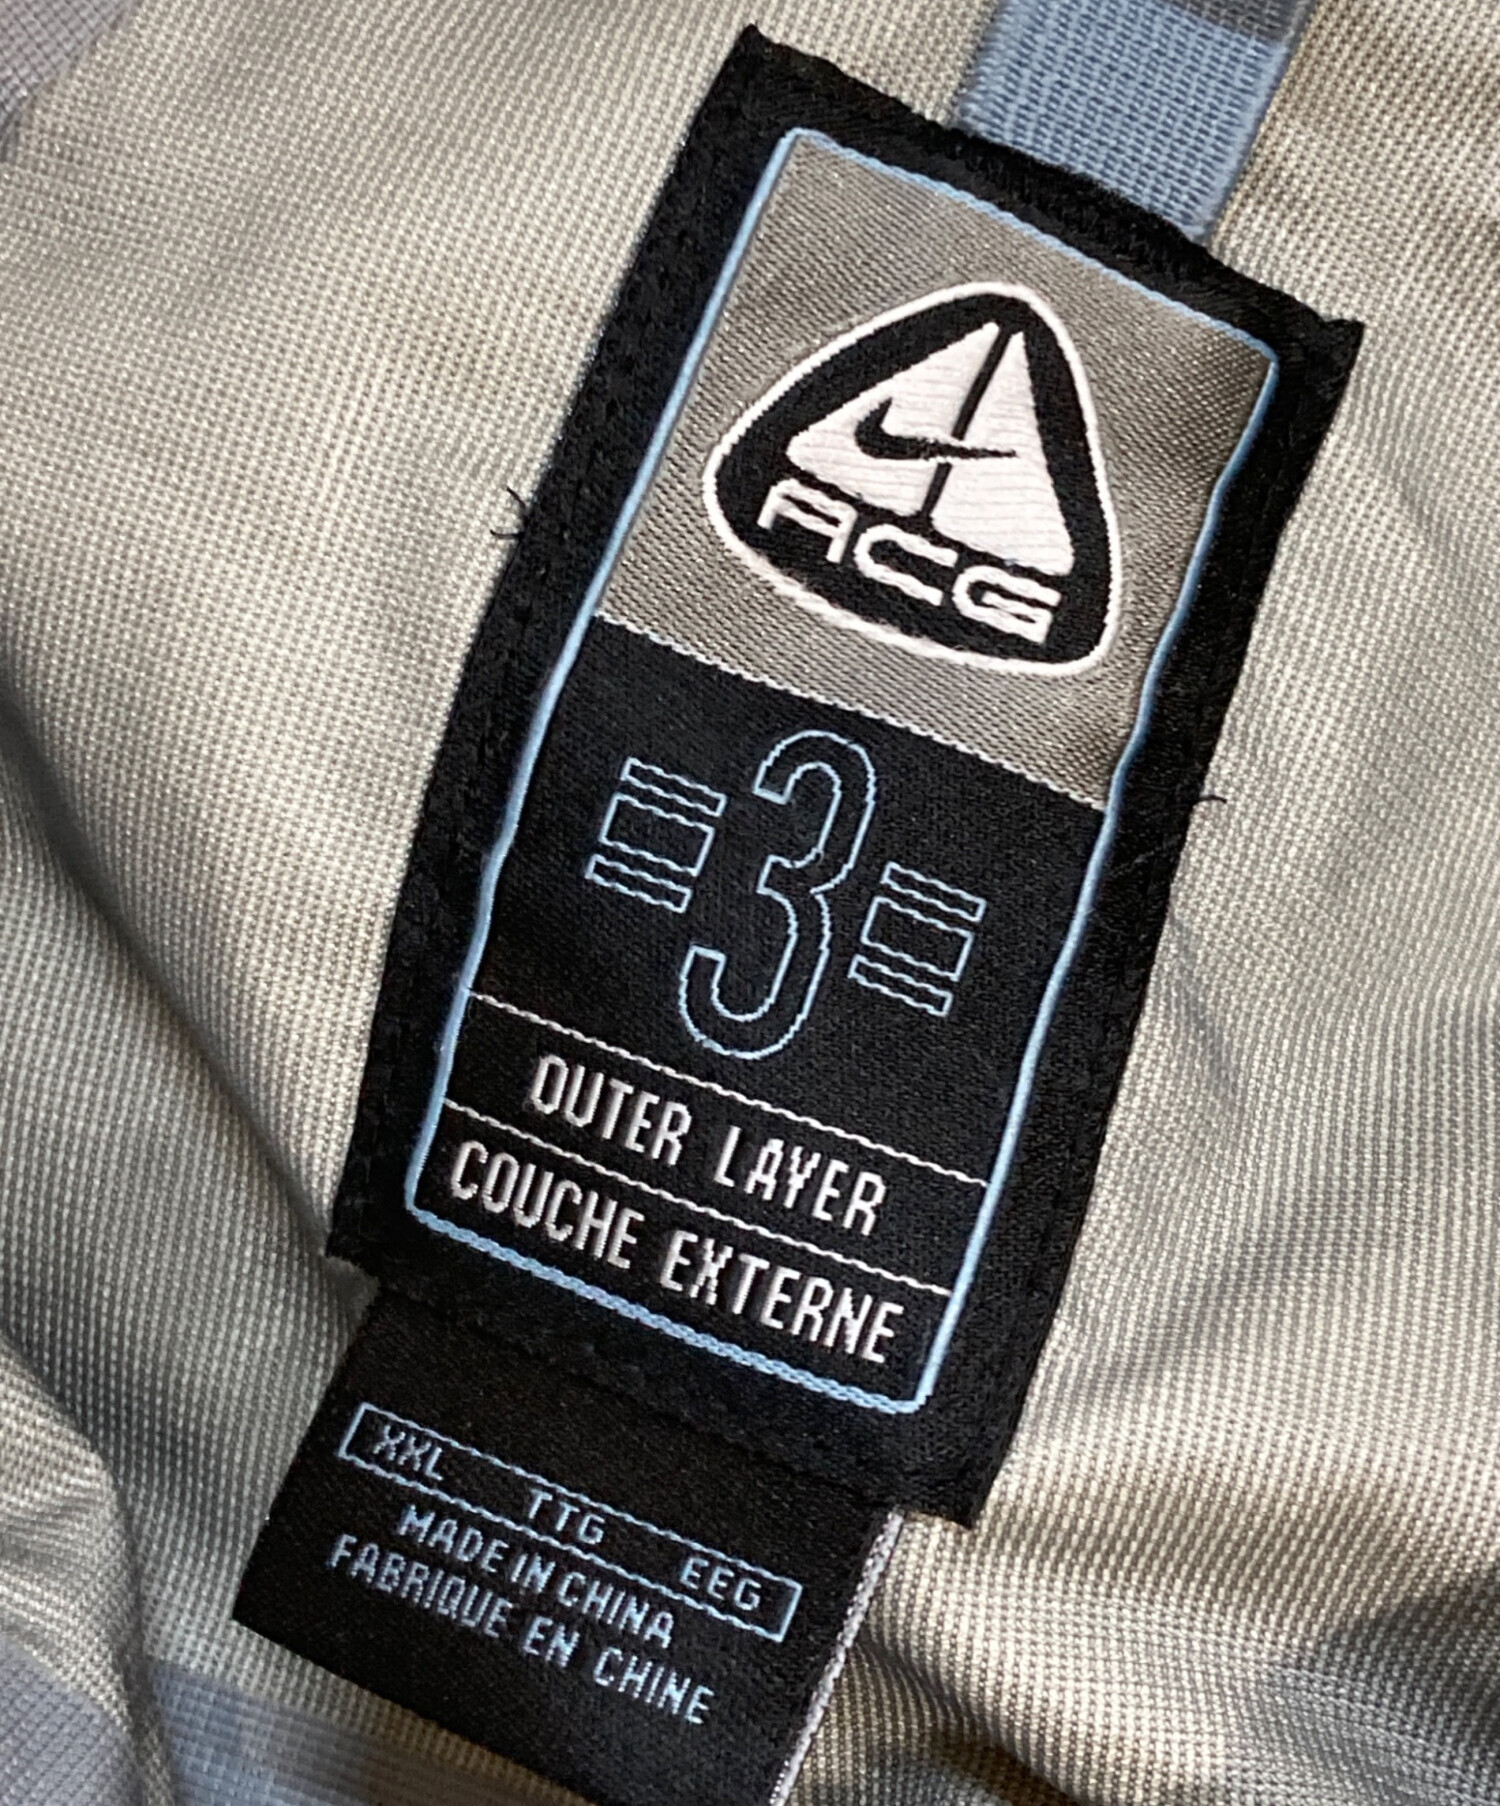 ACG
3
OUTER LAYER
COUCHE EXTERNE
XXL TTG EEG
MADE IN CHINA
FABRIQUE EN CHINE